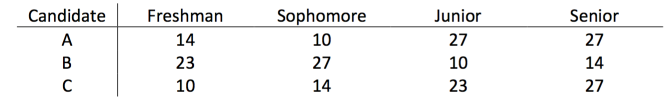 Candidate Freshman Sophomore Junior Senior
A 14 10 27 27
B 23 27 10 14
C 10 14 23 27